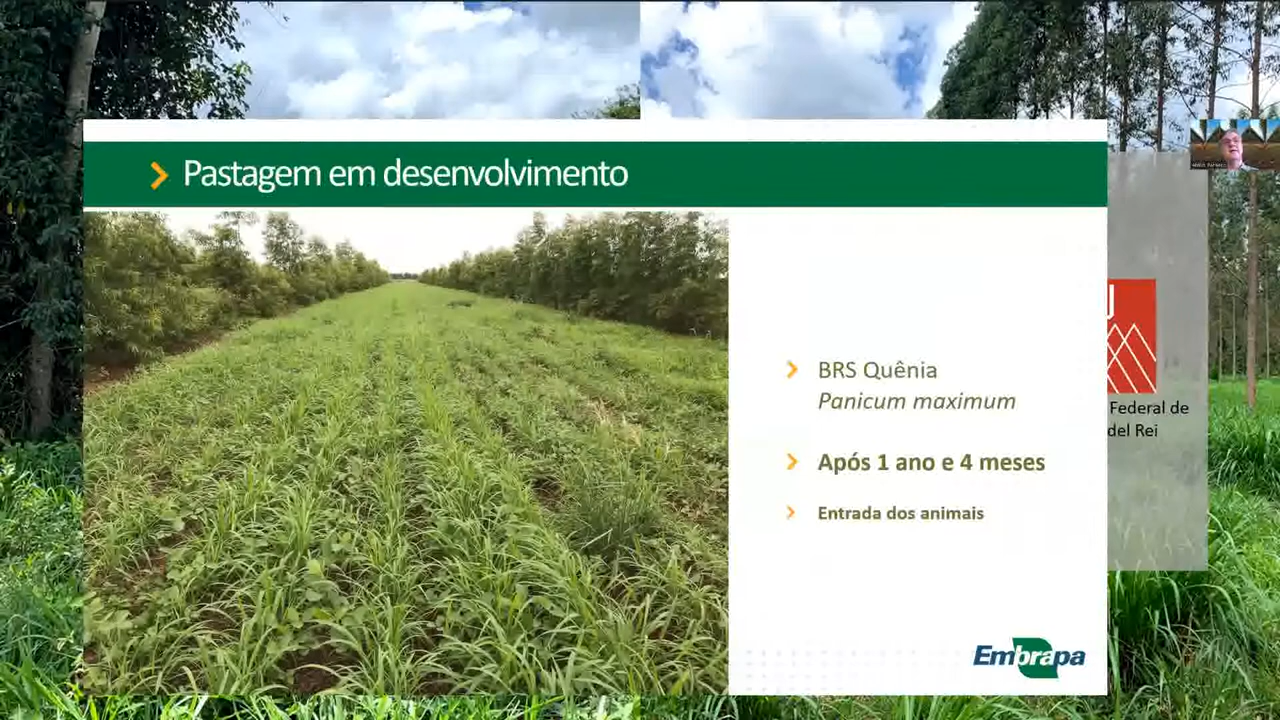 Pastagem em desenvolvimento
BRS Quênia
Panicum maximum
Após 1 ano e 4 meses
Entrada dos animais
Embrapa
J
Federal de
del Rei